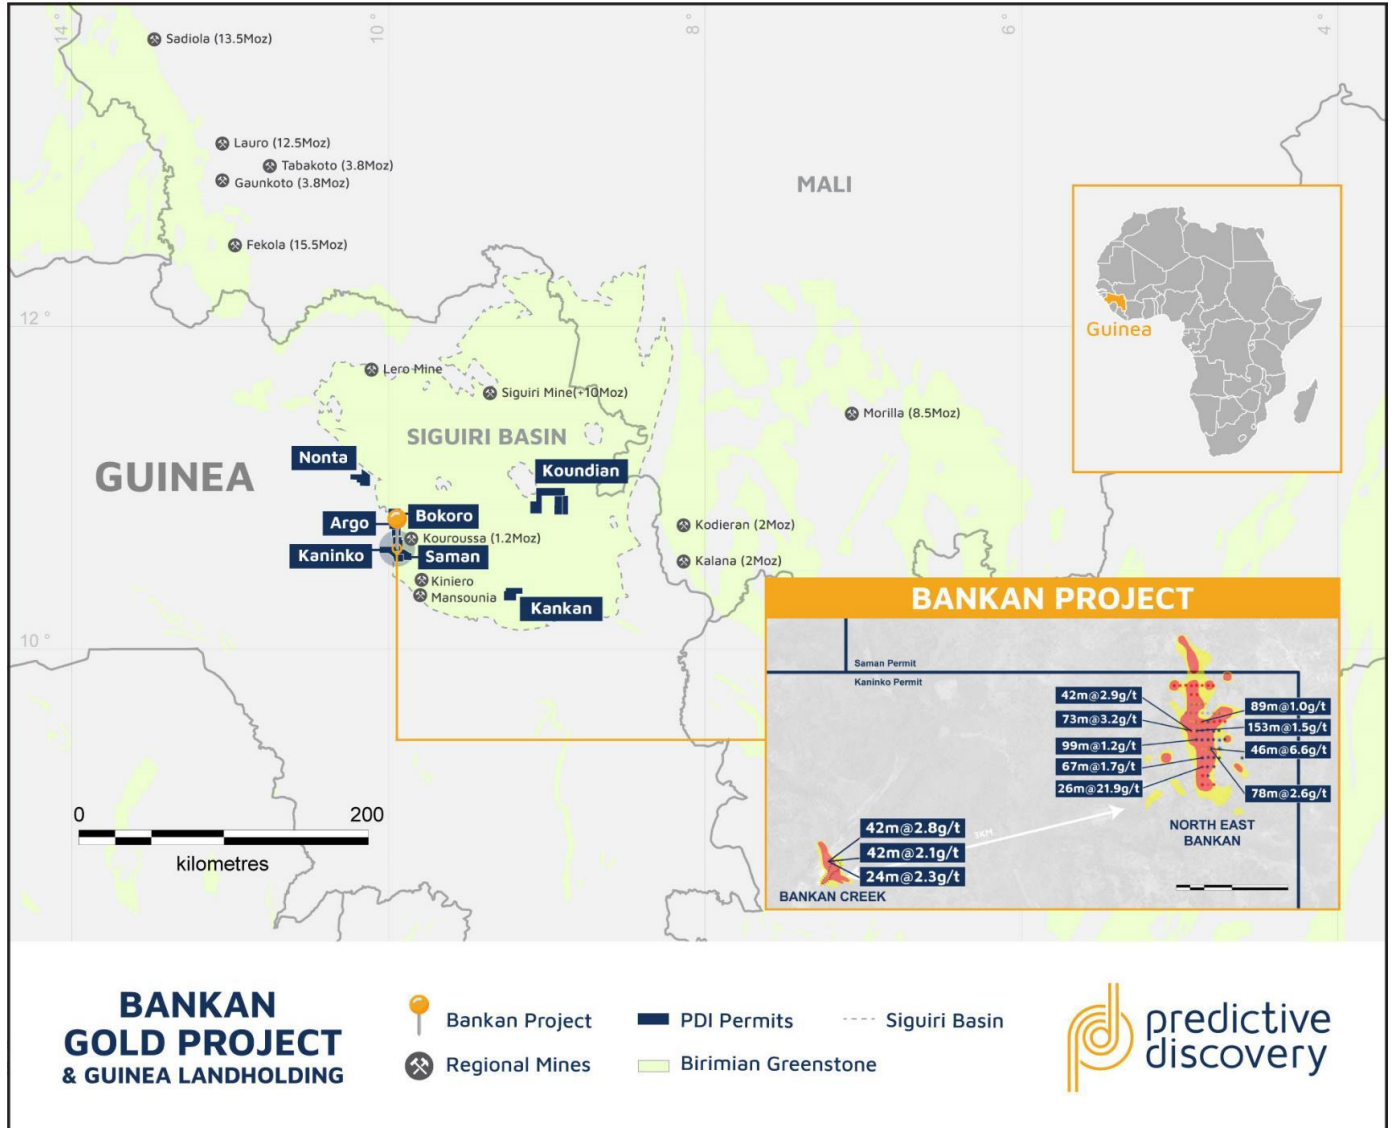 14 °
10 °
8 °
6 °
4 °
Sadiola (13.5Moz)
Lauro (12.5Moz)
Tabakoto (3.8Moz)
Gaunkoto (3.8Moz)
MALI
Fekola (15.5Moz)
12 °
Guinea
Lero Mine
Siguiri Mine(+10Moz)
Morilla (8.5Moz)
SIGUIRI BASIN
GUINEA
Nonta
Koundian
Argo
Bokoro
Kodieran (2Moz)
Kouroussa (1.2Moz)
Kaninko
Saman
Kalana (2Moz)
Kiniero
Mansounia
Kankan
10 °
BANKAN PROJECT
Saman Permit
Kaninko Permit
42m@2.9g/t
73m@3.2g/t
99m@1.2g/t
67m@1.7g/t
26m@21.9g/t
89m@1.0g/t
153m@1.5g/t
46m@6.6g/t
78m@2.6g/t
NORTH EAST
BANKAN
3KM
42m@2.8g/t
42m@2.1g/t
24m@2.3g/t
BANKAN CREEK
0 200
kilometres
BANKAN
GOLD PROJECT
& GUINEA LANDHOLDING
Bankan Project
PDI Permits
Siguiri Basin
Regional Mines
Birimian Greenstone
predictive
discovery